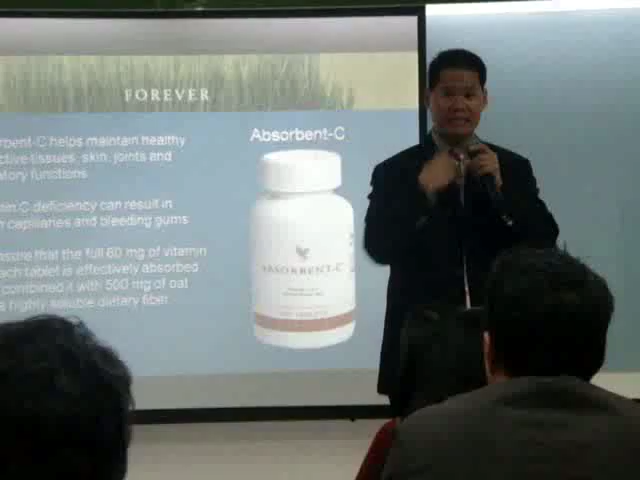 FOREVER
Absorbent-C
rbent-C helps maintain healthy
ctive tissues, skin, joints and
atory functions
in C deficiency can result in
capillaries and bleeding gums
nsure that the full 60 mg of vitamin
ach tablet is effectively absorbed
combined it with 500 mg of oat
a highly soluble dietary fiber
ABSORBENT-C